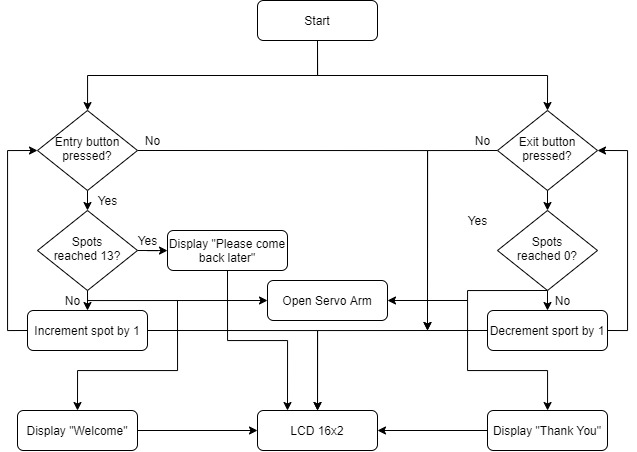 Start
Entry button
pressed?
No
No
Exit button
pressed?
Yes
Yes
Spots
reached 13?
Yes
Display "Please come
back later"
Spots
reached 0?
No
Open Servo Arm
No
Increment spot by 1
Decrement sport by 1
Display "Welcome"
LCD 16x2
Display "Thank You"